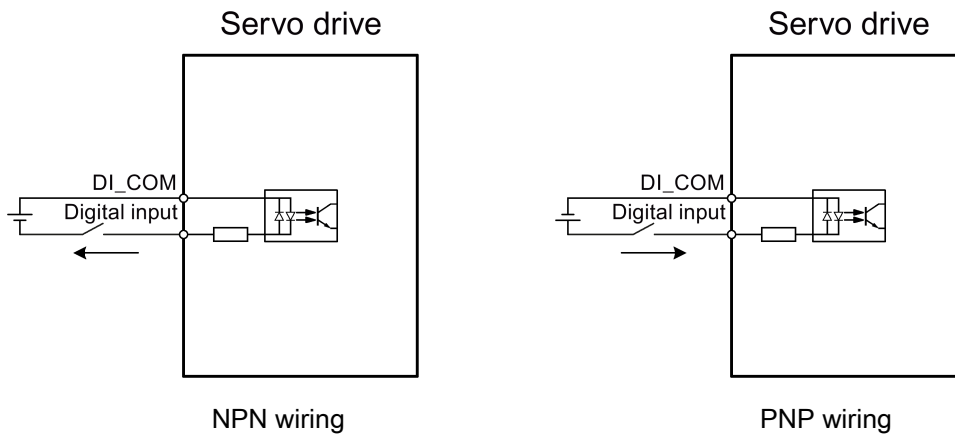 Servo drive
DI_COM
Digital input
NPN wiring
Servo drive
DI_COM
Digital input
PNP wiring